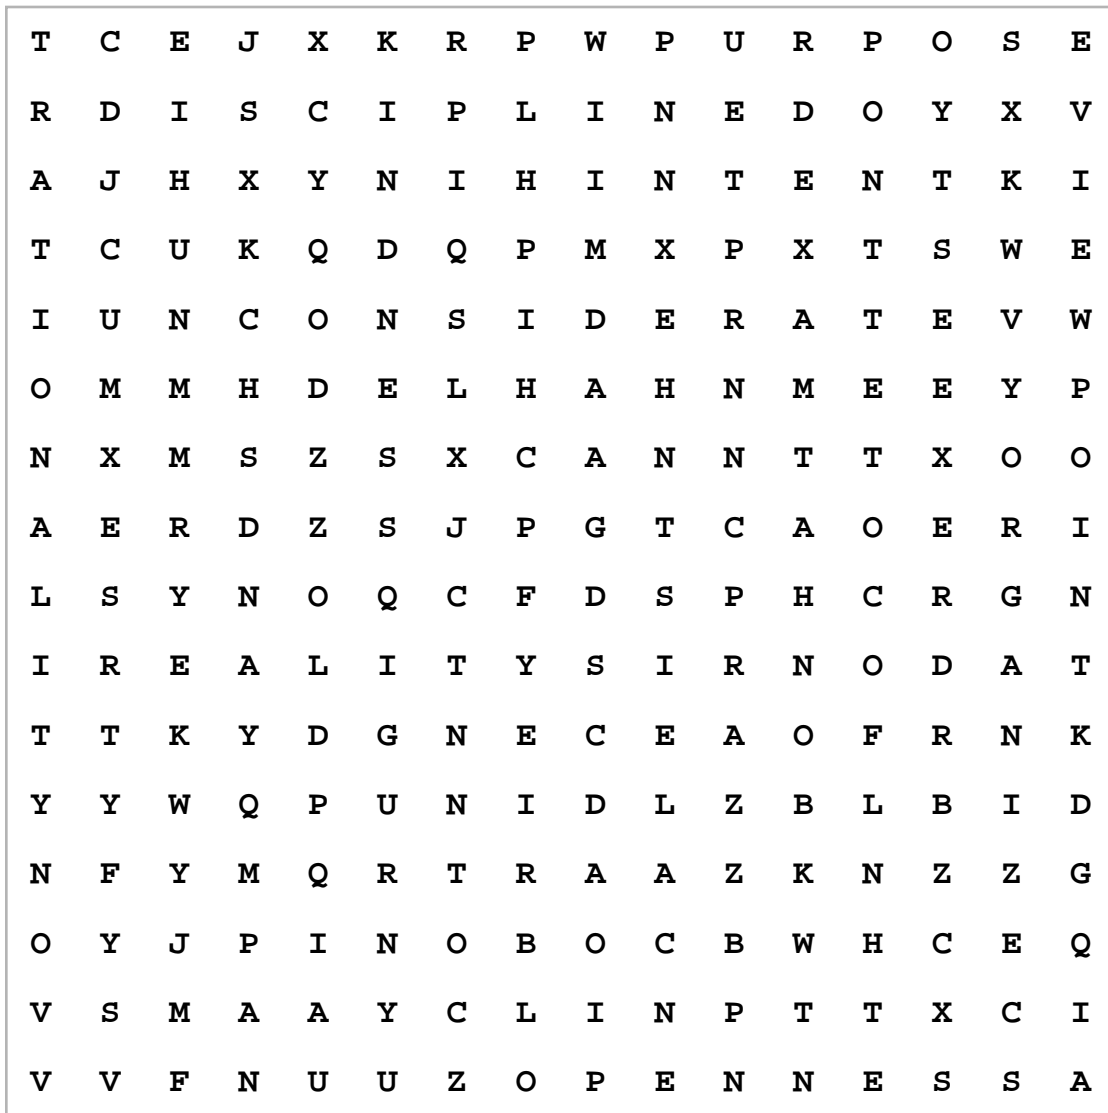 T C E J X K R P W P U R P O S E
R D I S C I P L I N E D O Y X V
A J H X Y N I H I N T E N T K I
T C U K Q D Q P M X P X T S W E
I U N C O N S I D E R A T E V W
O M M H D E L H A H N M E E Y P
N X M S Z S X C A N N T T X O O
A E R D Z S J P G T C A O E R I
L S Y N O Q C F D S P H C R G N
I R E A L I T Y S I R N O D A T
T T K Y D G N E C E A O F R N K
Y Y W Q P U N I D L Z B L B I D
N F Y M Q R T R A A Z K N Z Z G
O Y J P I N O B O C B W H C E Q
V S M A A Y C L I N P T T X C I
V V F N U U Z O P E N N E S S A